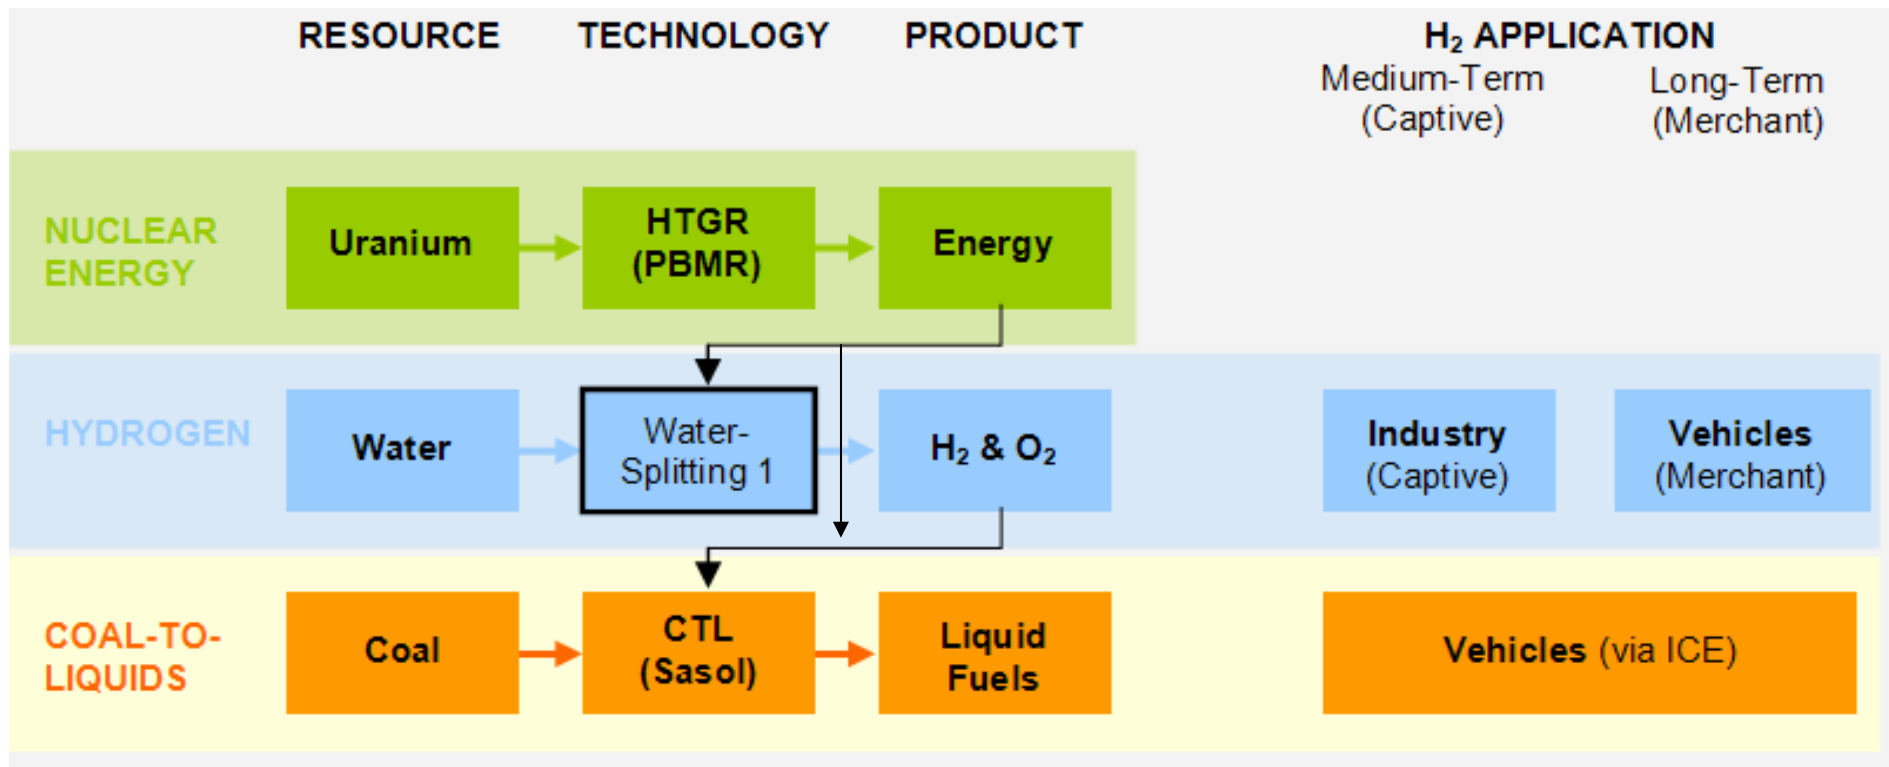 RESOURCE TECHNOLOGY PRODUCT H₂ APPLICATION
Medium-Term Long-Term
(Captive) (Merchant)
NUCLEAR
ENERGY
Uranium
HTGR
(PBMR)
Energy
HYDROGEN
Water
Water-
Splitting 1
H₂ & O₂
Industry
(Captive)
Vehicles
(Merchant)
COAL-TO-
LIQUIDS
Coal
CTL
(Sasol)
Liquid
Fuels
Vehicles (via ICE)